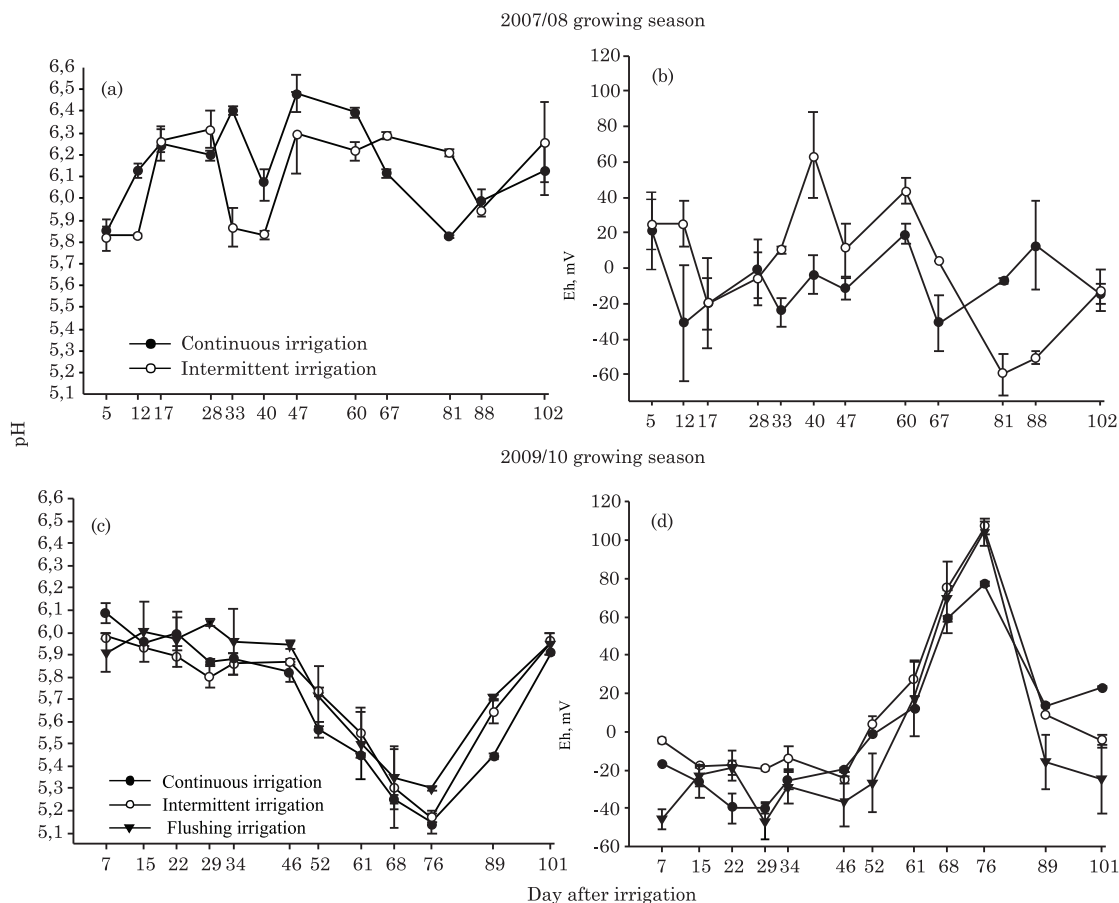 2007/08 growing season
(a)
6,6
6,5
6,4
6,3
6,2
6,1
6,0
5,9
5,8
5,7
5,6
5,5
5,4
5,3
5,2
5,1
Continuous irrigation
Intermittent irrigation
5 12 17 28 33 40 47 60 67 81 88 102
(b)
120
100
80
60
40
20
0
-20
-40
-60
Eh, mV
5 12 17 28 33 40 47 60 67 81 88 102
pH
2009/10 growing season
(c)
6,6
6,5
6,4
6,3
6,2
6,1
6,0
5,9
5,8
5,7
5,6
5,5
5,4
5,3
5,2
5,1
Continuous irrigation
Intermittent irrigation
Flushing irrigation
7 15 22 29 34 46 52 61 68 76 89 101
(d)
120
100
80
60
40
20
0
-20
-40
-60
Eh, mV
7 15 22 29 34 46 52 61 68 76 89 101
Day after irrigation